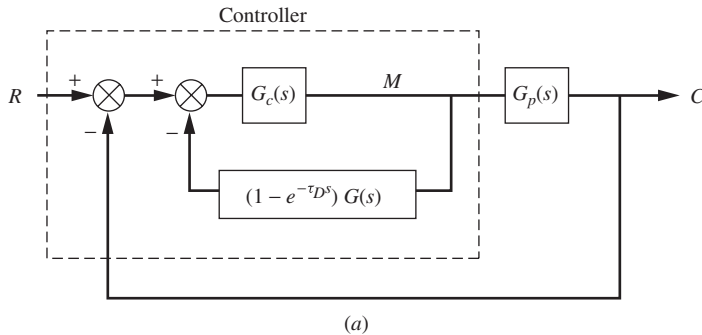 Controller
R + − + − G_c(s) M G_p(s) C
(1 − e^{−τ_D s}) G(s)
(a)